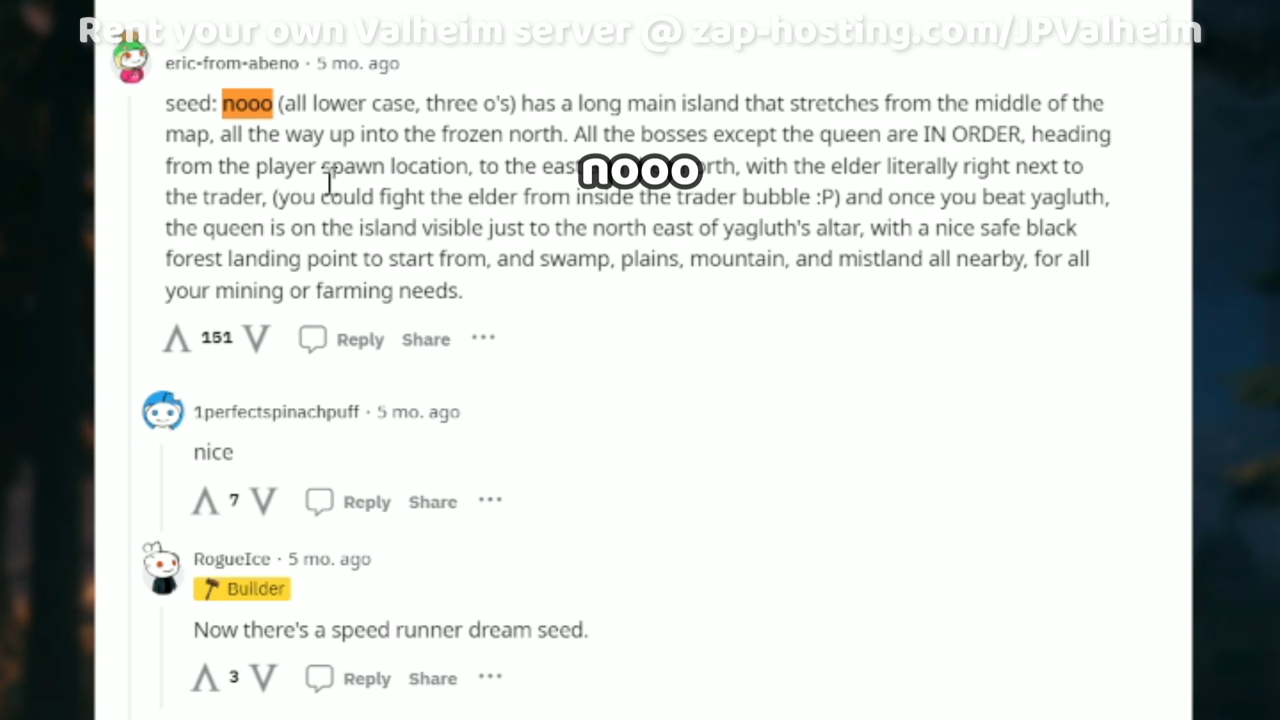 Rent your own Valheim server @ zap-hosting.com/JPValheim
eric-from-abeno · 5 mo. ago
seed: nooo (all lower case, three o's) has a long main island that stretches from the middle of the
map, all the way up into the frozen north. All the bosses except the queen are IN ORDER, heading
from the player spawn location, to the east
nooo
rth, with the elder literally right next to
the trader, (you could fight the elder from inside the trader bubble :P) and once you beat yagluth,
the queen is on the island visible just to the north east of yagluth's altar, with a nice safe black
forest landing point to start from, and swamp, plains, mountain, and mistland all nearby, for all
your mining or farming needs.
151 Reply Share ···
1perfectspinachpuff · 5 mo. ago
nice
7 Reply Share ···
RogueIce · 5 mo. ago
Builder
Now there's a speed runner dream seed.
3 Reply Share ···